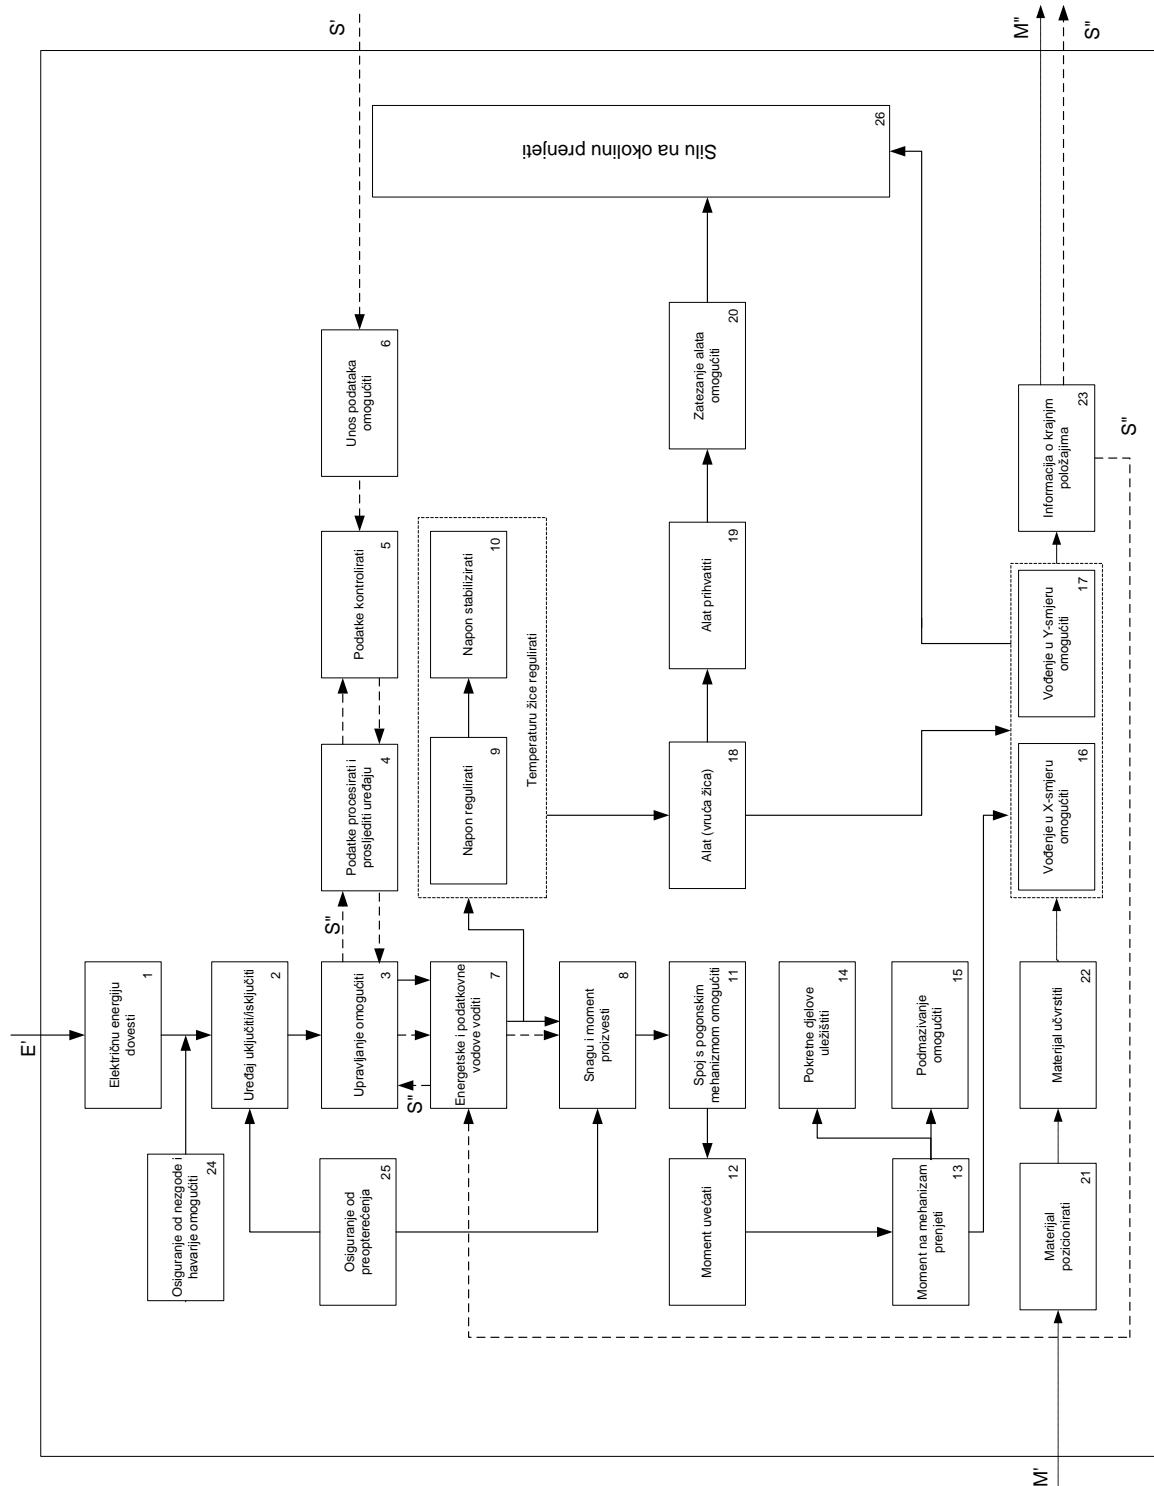 E'
Električnu energiju
dovesti
1
Osiguranje od nezgode i
havarije omogućiti
24
Uređaj uključiti/isključiti
2
Osiguranje od
preopterećenja
25
Upravljanje omogućiti
3
S"
Podatke procesirati i
proslijediti uređaju
4
Podatke kontrolirati
5
Unos podataka
omogućiti
6
S'
S"
Energetske i podatkovne
vodove voditi
7
Napon regulirati
9
Napon stabilizirati
10
Temperaturu žice regulirati
Snagu i moment
proizvesti
8
Silu na okolinu prenjeti
26
Spoj s pogonskim
mehanizmom omogućiti
11
Moment uvećati
12
Alat (vruća žica)
18
Alat prihvatiti
19
Zatezanje alata
omogućiti
20
Pokretne djelove
uležištiti
14
Podmazivanje
omogućiti
15
Moment na mehanizam
prenjeti
13
M'
Materijal
pozicionirati
21
Materijal učvrstiti
22
Vođenje u X-smjeru
omogućiti
16
Vođenje u Y-smjeru
omogućiti
17
Informacija o krajnjim
položajima
23
M"
S"
S"